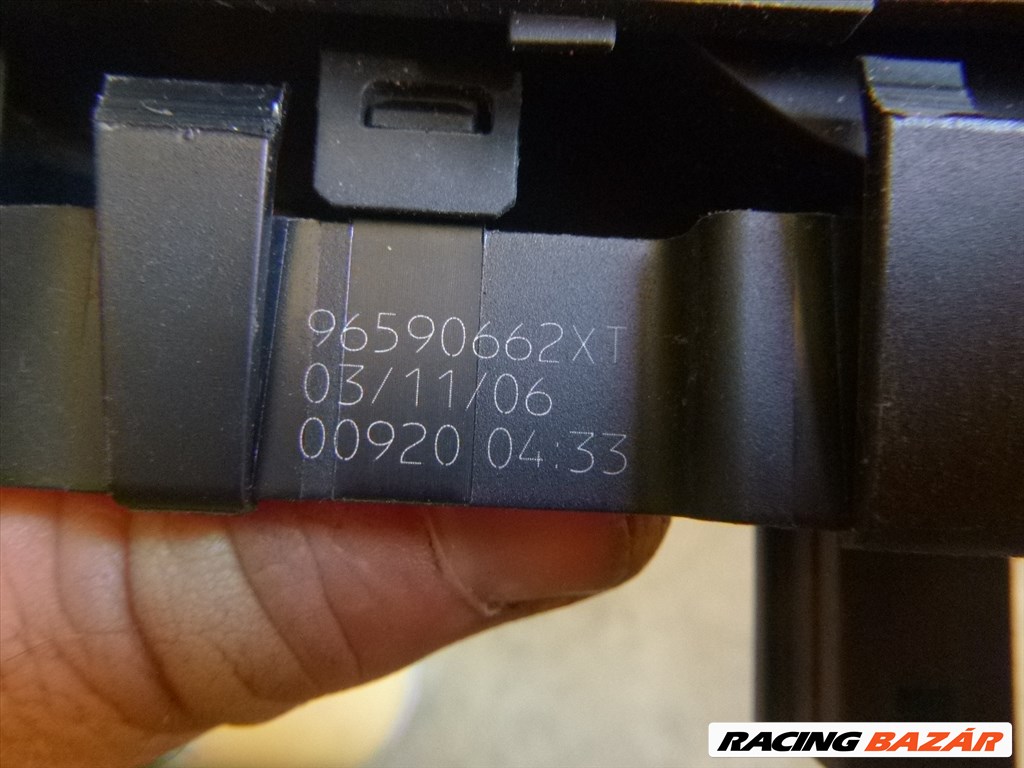 96590662XT
03/11/06
00920 04:33
RACING BAZÁR